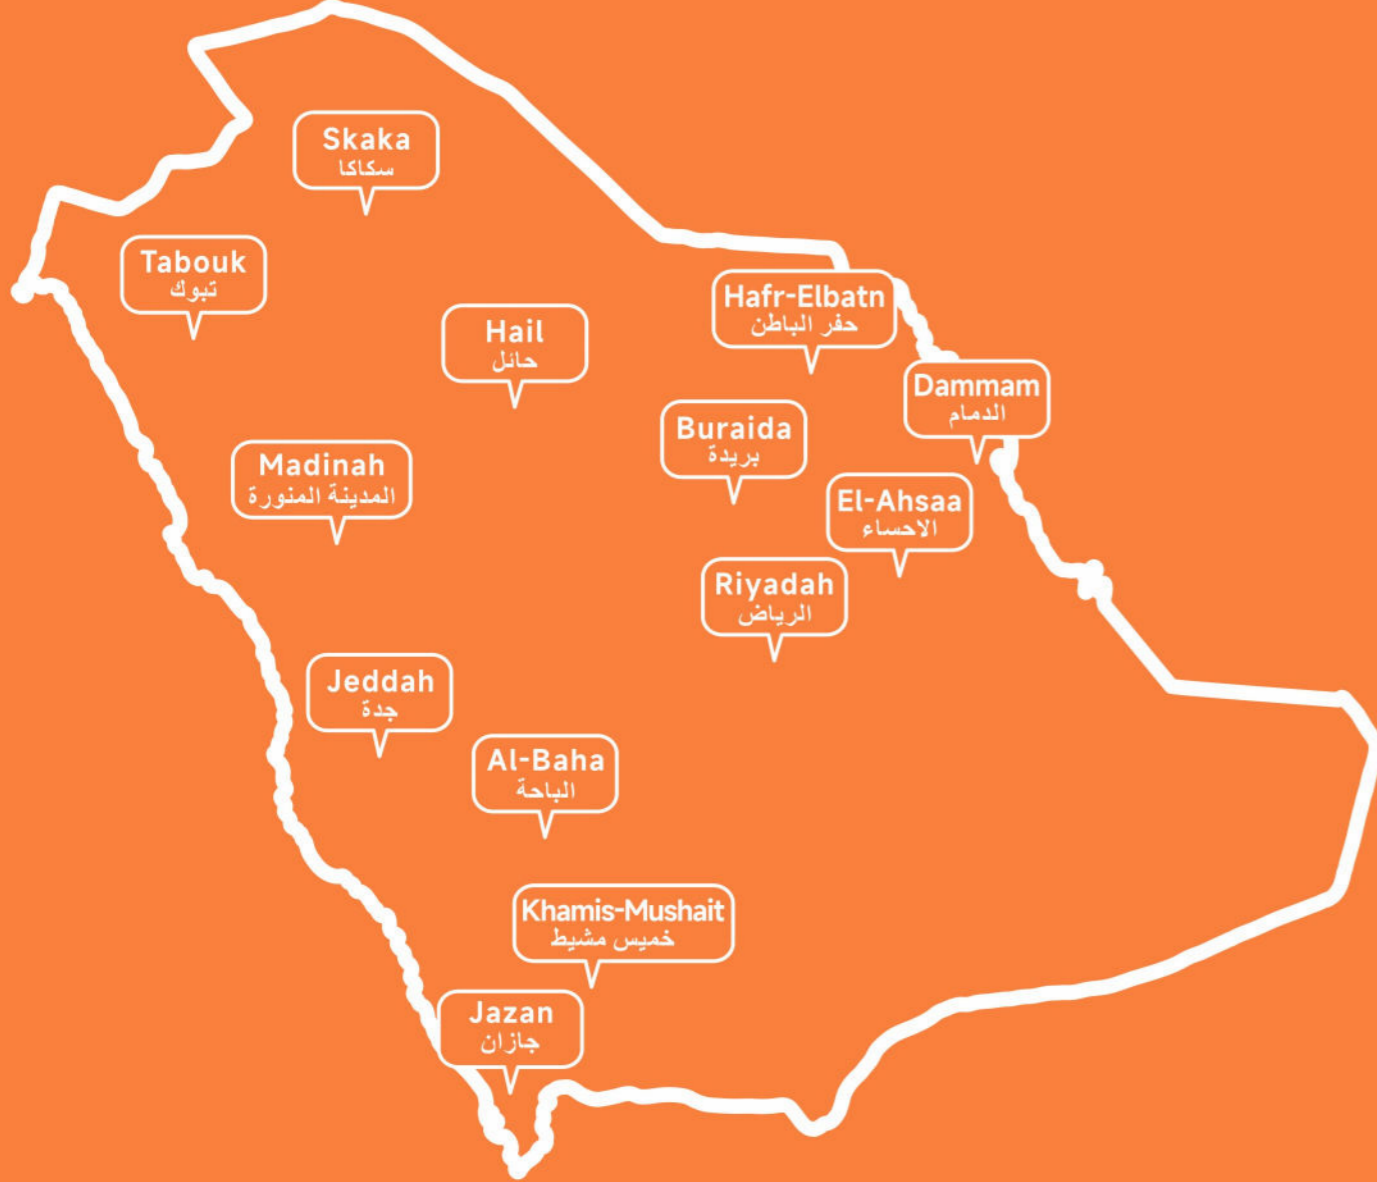 Skaka
سكاكا
Tabouk
تبوك
Hafr-Elbatn
حفر الباطن
Hail
حائل
Dammam
الدمام
Buraida
بريدة
Madinah
المدينة المنورة
El-Ahsaa
الاحساء
Riyadah
الرياض
Jeddah
جدة
Al-Baha
الباحة
Khamis-Mushait
خميس مشيط
Jazan
جازان